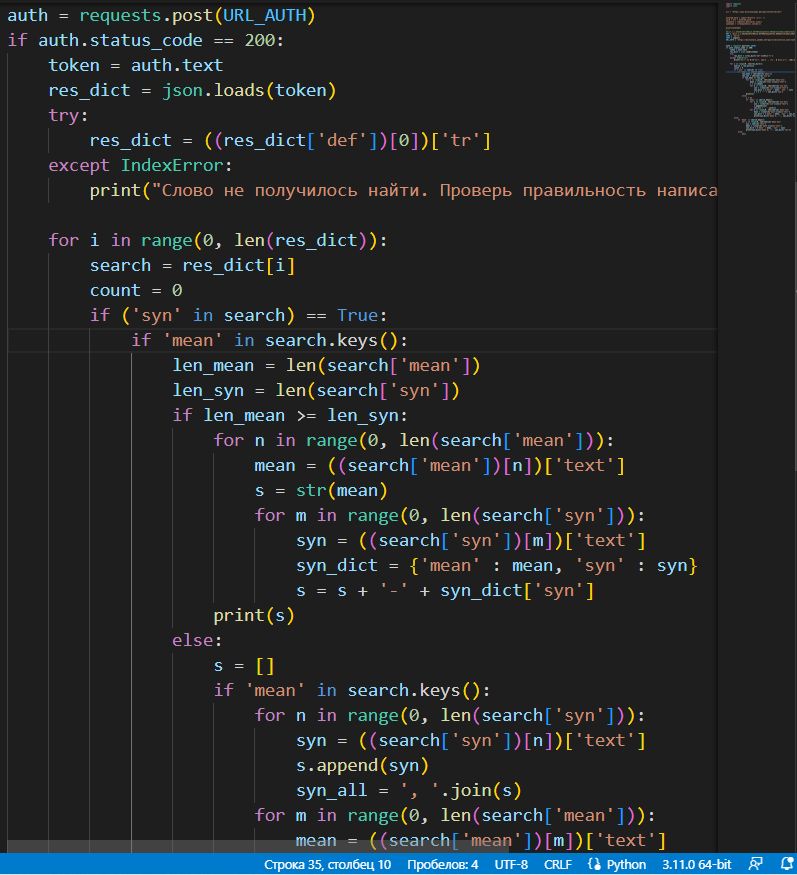 auth = requests.post(URL_AUTH)
if auth.status_code == 200:
    token = auth.text
    res_dict = json.loads(token)
    try:
        res_dict = ((res_dict['def'])[0])['tr']
    except IndexError:
        print("Слово не получилось найти. Проверь правильность написа

    for i in range(0, len(res_dict)):
        search = res_dict[i]
        count = 0
        if ('syn' in search) == True:
            if 'mean' in search.keys():
                len_mean = len(search['mean'])
                len_syn = len(search['syn'])
                if len_mean >= len_syn:
                    for n in range(0, len(search['mean'])):
                        mean = ((search['mean'])[n])['text']
                        s = str(mean)
                        for m in range(0, len(search['syn'])):
                            syn = ((search['syn'])[m])['text']
                            syn_dict = {'mean' : mean, 'syn' : syn}
                            s = s + '-' + syn_dict['syn']
                    print(s)
                else:
                    s = []
                    if 'mean' in search.keys():
                        for n in range(0, len(search['syn'])):
                            syn = ((search['syn'])[n])['text']
                            s.append(syn)
                            syn_all = ', '.join(s)
                        for m in range(0, len(search['mean'])):
                            mean = ((search['mean'])[m])['text']
Строка 35, столбец 10 Пробелов: 4 UTF-8 CRLF Python 3.11.0 64-bit